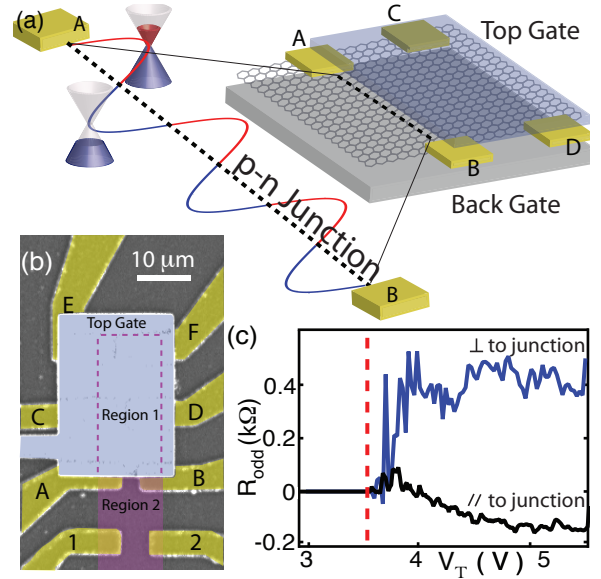 (a)
A
C
Top Gate
A
p-n Junction
B
D
Back Gate
B
(b)
10 μm
E
Top Gate
F
Region 1
C
D
A
B
Region 2
1
2
(c)
⊥ to junction
0.4
0.2
0
-0.2
R_odd (kΩ)
// to junction
3
4
5
V_T ( V )